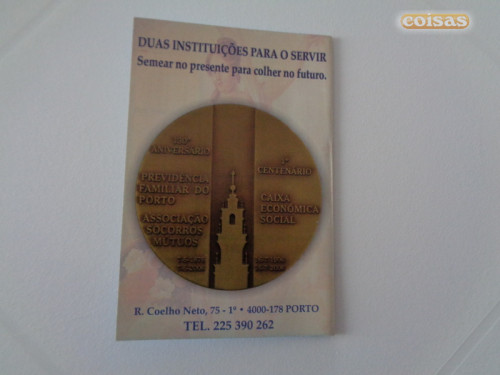 coisas
DUAS INSTITUIÇÕES PARA O SERVIR
Semear no presente para colher no futuro.
ANIVERSÁRIO
PREVIDÊNCIA
FAMILIAR DO
PORTO
ASSOCIAÇÃO
SOCORROS
MÚTUOS
CENTENÁRIO
CAIXA
ECONÓMICA
SOCIAL
R. Coelho Neto, 75 - 1º • 4000-178 PORTO
TEL. 225 390 262